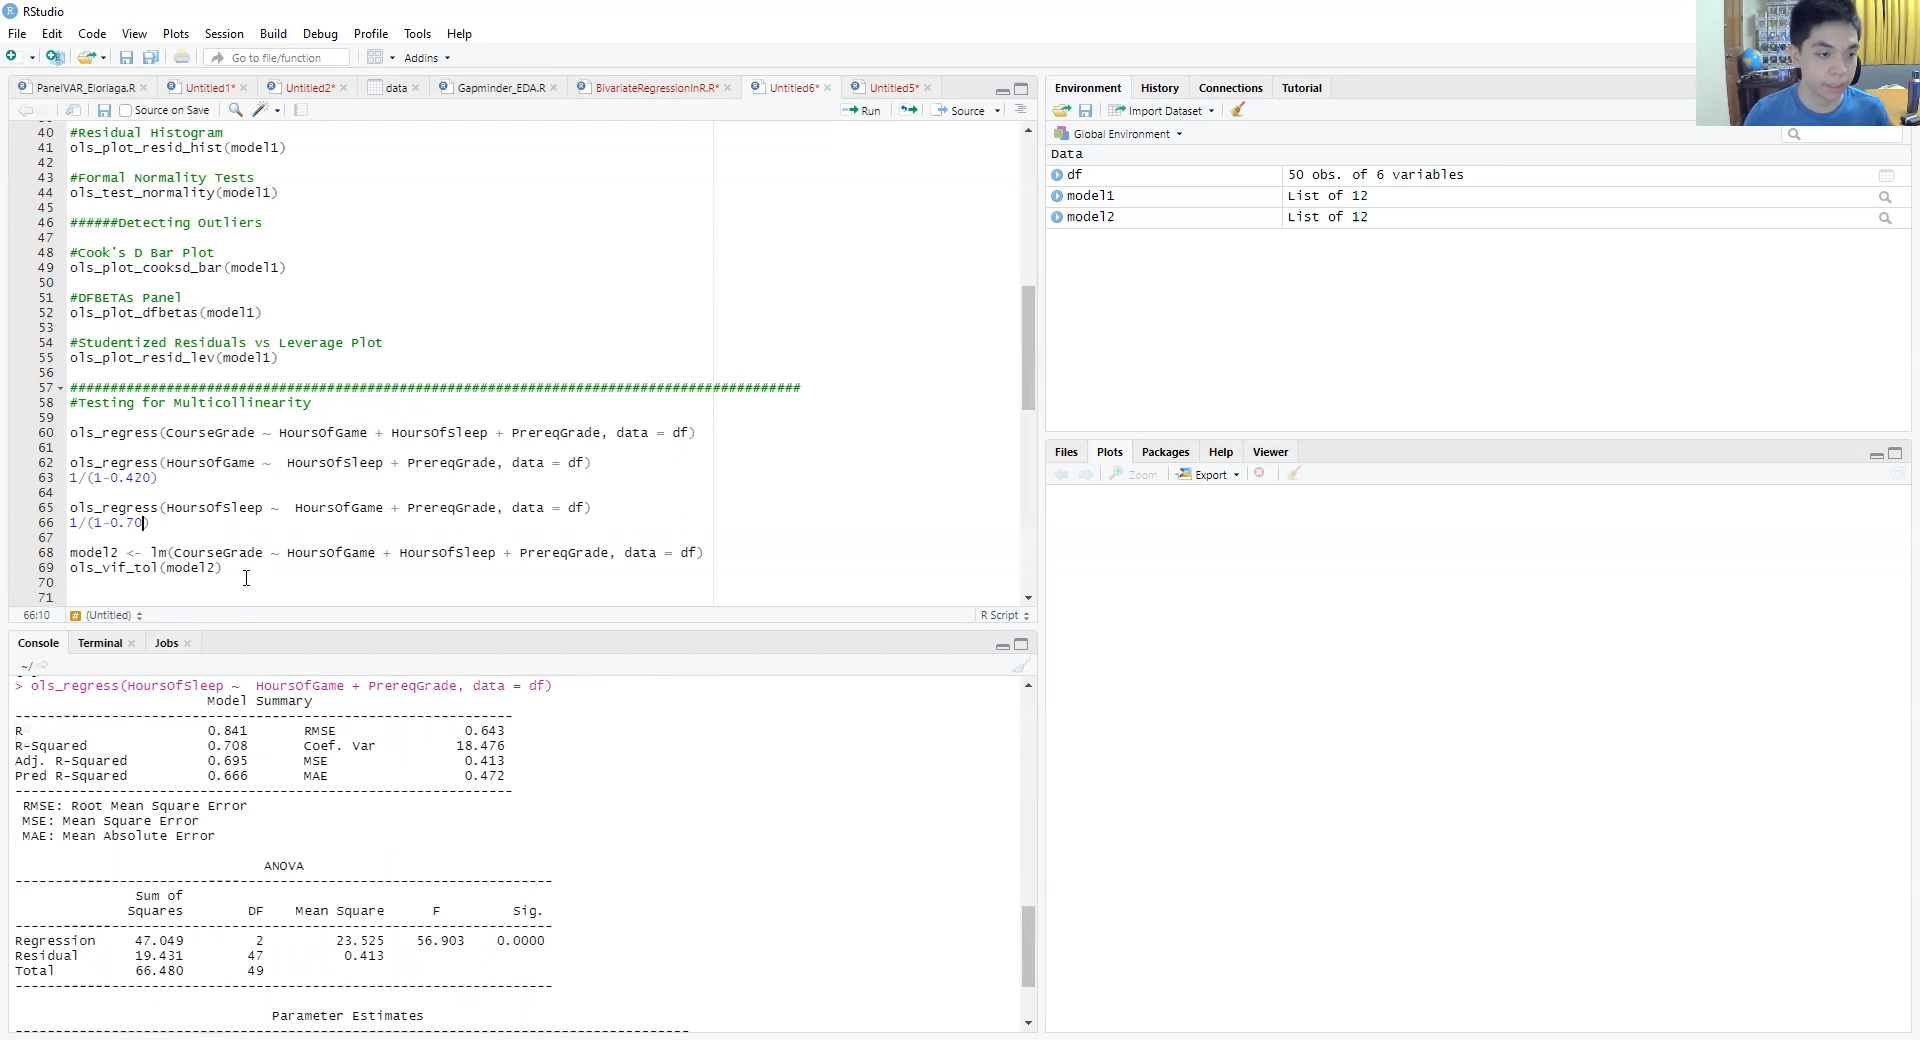 RStudio
File Edit Code View Plots Session Build Debug Profile Tools Help
Go to file/function Addins
PanelVAR_Eloriaga.R Untitled1* Untitled2* data Gapminder_EDA.R BivariateRegressionInR.R* Untitled6* Untitled5*
Source on Save Run Source
40 #Residual Histogram
41 ols_plot_resid_hist(model1)
42
43 #Formal Normality Tests
44 ols_test_normality(model1)
45
46 ######Detecting Outliers
47
48 #Cook's D Bar Plot
49 ols_plot_cooksd_bar(model1)
50
51 #DFBETAs Panel
52 ols_plot_dfbetas(model1)
53
54 #Studentized Residuals vs Leverage Plot
55 ols_plot_resid_lev(model1)
56
57 ###########################################################################################
58 #Testing for Multicollinearity
59
60 ols_regress(CourseGrade ~ HoursOfGame + HoursOfSleep + PrereqGrade, data = df)
61
62 ols_regress(HoursOfGame ~  HoursOfSleep + PrereqGrade, data = df)
63 1/(1-0.420)
64
65 ols_regress(HoursOfSleep ~  HoursOfGame + PrereqGrade, data = df)
66 1/(1-0.70)
67
68 model2 <- lm(CourseGrade ~ HoursOfGame + HoursOfSleep + PrereqGrade, data = df)
69 ols_vif_tol(model2)
70
71
66:10 # (Untitled) R Script
Console Terminal Jobs
~/
> ols_regress(HoursOfSleep ~  HoursOfGame + PrereqGrade, data = df)
Model Summary
--------------------------------------------------------------
R 0.841 RMSE 0.643
R-Squared 0.708 Coef. Var 18.476
Adj. R-Squared 0.695 MSE 0.413
Pred R-Squared 0.666 MAE 0.472
--------------------------------------------------------------
RMSE: Root Mean Square Error
MSE: Mean Square Error
MAE: Mean Absolute Error
ANOVA
-------------------------------------------------------------------
Sum of
Squares DF Mean Square F Sig.
-------------------------------------------------------------------
Regression 47.049 2 23.525 56.903 0.0000
Residual 19.431 47 0.413
Total 66.480 49
-------------------------------------------------------------------
Parameter Estimates
------------------------------------------------------------------------------------
Environment History Connections Tutorial
Import Dataset
Global Environment
Data
df 50 obs. of 6 variables
model1 List of 12
model2 List of 12
Files Plots Packages Help Viewer
Zoom Export